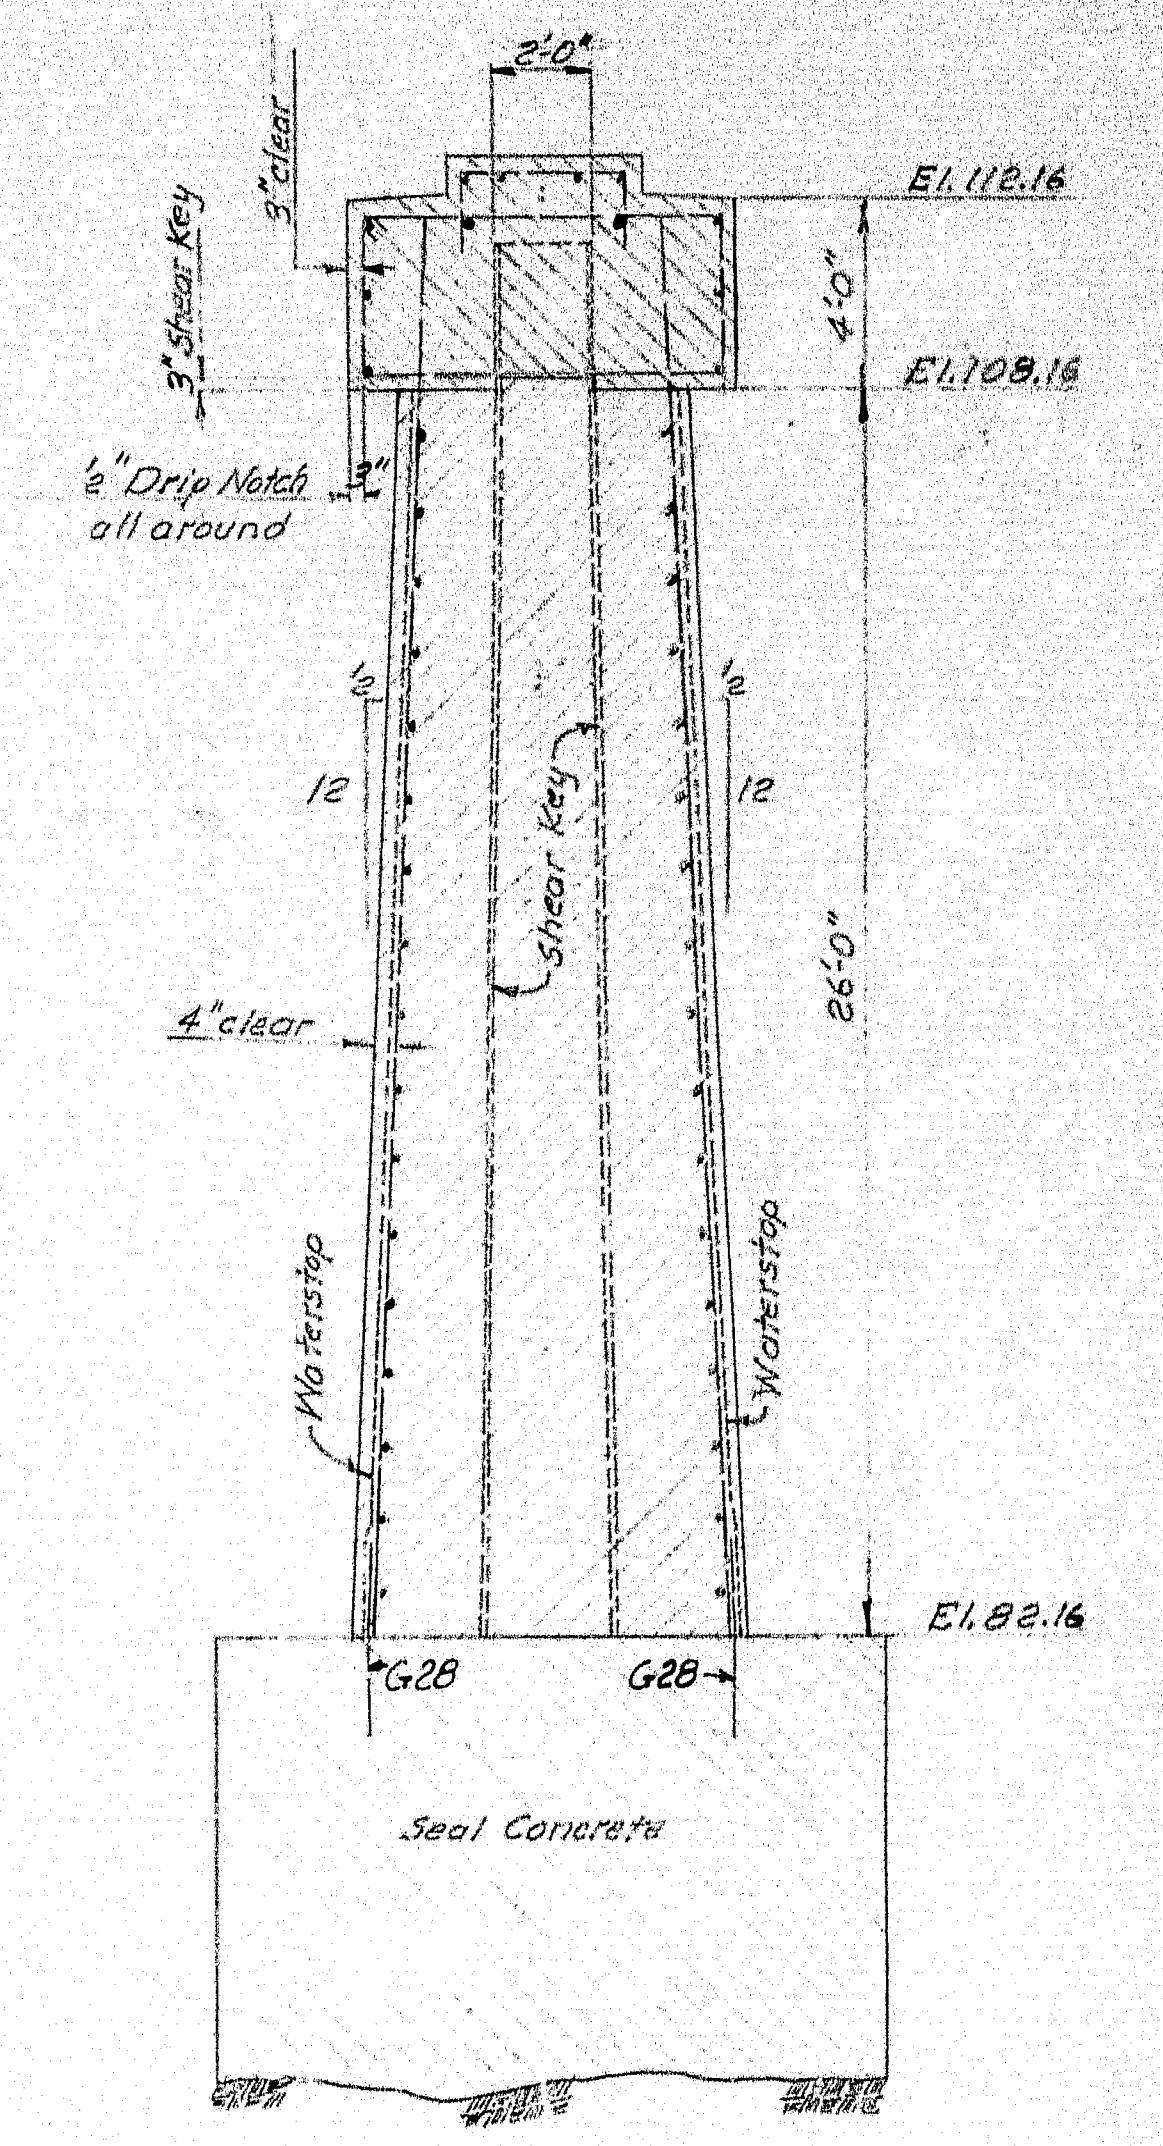 2'-0"
3" clear
El. 112.16
3" Shear Key
4'-0"
El. 108.16
3"
½" Drip Notch
all around
½
½
12
12
Shear Key
26'-0"
4" clear
Waterstop
Waterstop
El. 82.16
G28
G28
Seal Concrete